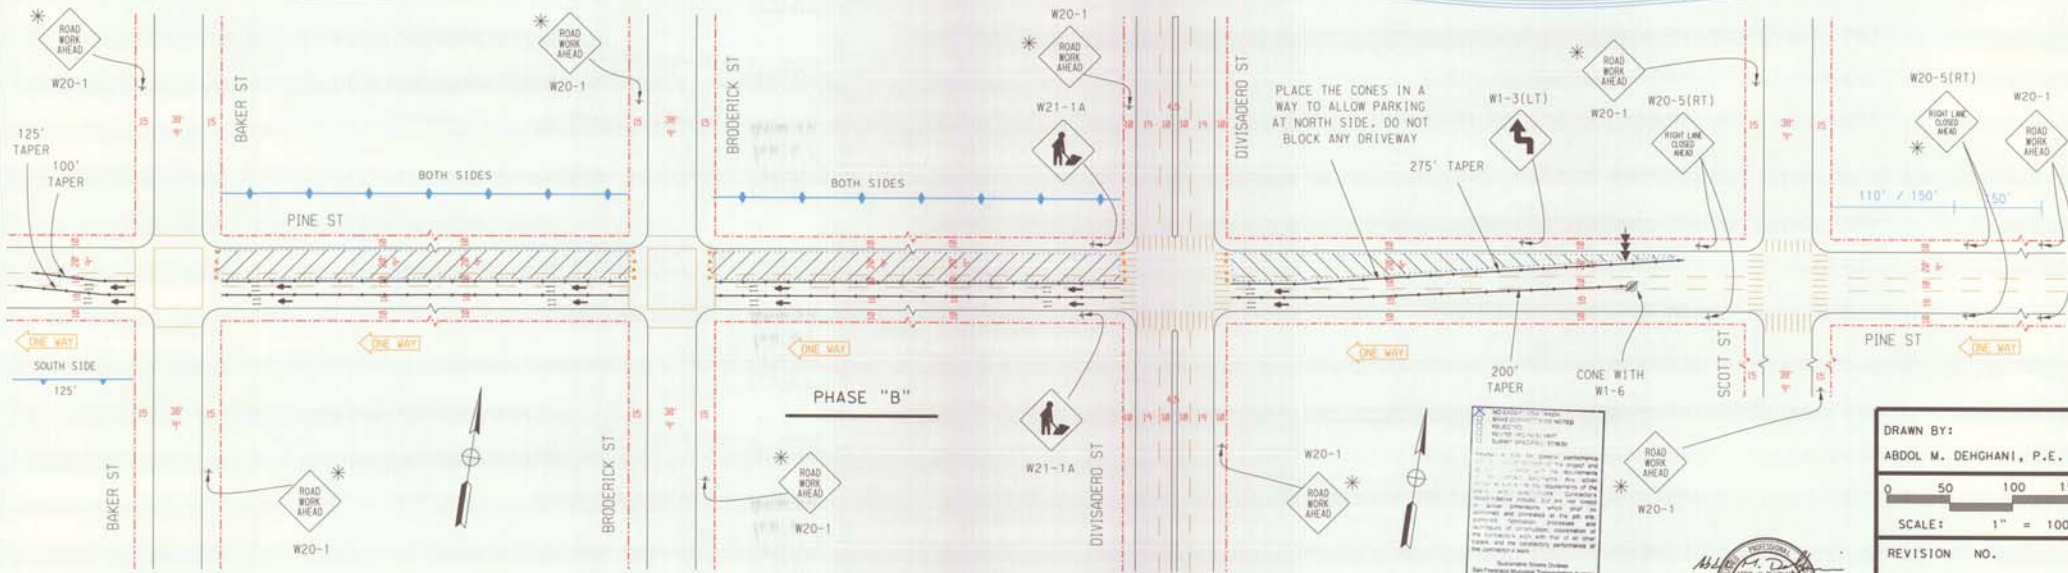 ROAD
WORK
AHEAD
W20-1
125'
TAPER
100'
TAPER
BAKER ST
ROAD
WORK
AHEAD
W20-1
BROADERICK ST
W20-1
ROAD
WORK
AHEAD
W21-1A
DIVISADERO ST
PLACE THE CONES IN A
WAY TO ALLOW PARKING
AT NORTH SIDE. DO NOT
BLOCK ANY DRIVEWAY
275' TAPER
W1-3(LT)
ROAD
WORK
AHEAD
W20-1
W20-5(RT)
RIGHT LANE
CLOSED
AHEAD
W20-5(RT)
RIGHT LANE
CLOSED
AHEAD
W20-1
ROAD
WORK
AHEAD
110' / 150'
50'
BOTH SIDES
BOTH SIDES
PINE ST
ONE WAY
ONE WAY
ONE WAY
ONE WAY
ONE WAY
PINE ST
SOUTH SIDE
125'
PHASE "B"
200'
TAPER
CONE WITH
W1-6
SCOTT ST
BAKER ST
ROAD
WORK
AHEAD
W20-1
BRODERICK ST
ROAD
WORK
AHEAD
W20-1
W21-1A
DIVISADERO ST
W20-1
ROAD
WORK
AHEAD
ROAD
WORK
AHEAD
W20-1
DRAWN BY:
ABDOL M. DEHGHANI, P.E.
0 50 100
SCALE: 1" = 100
REVISION NO.
PROFESSIONAL